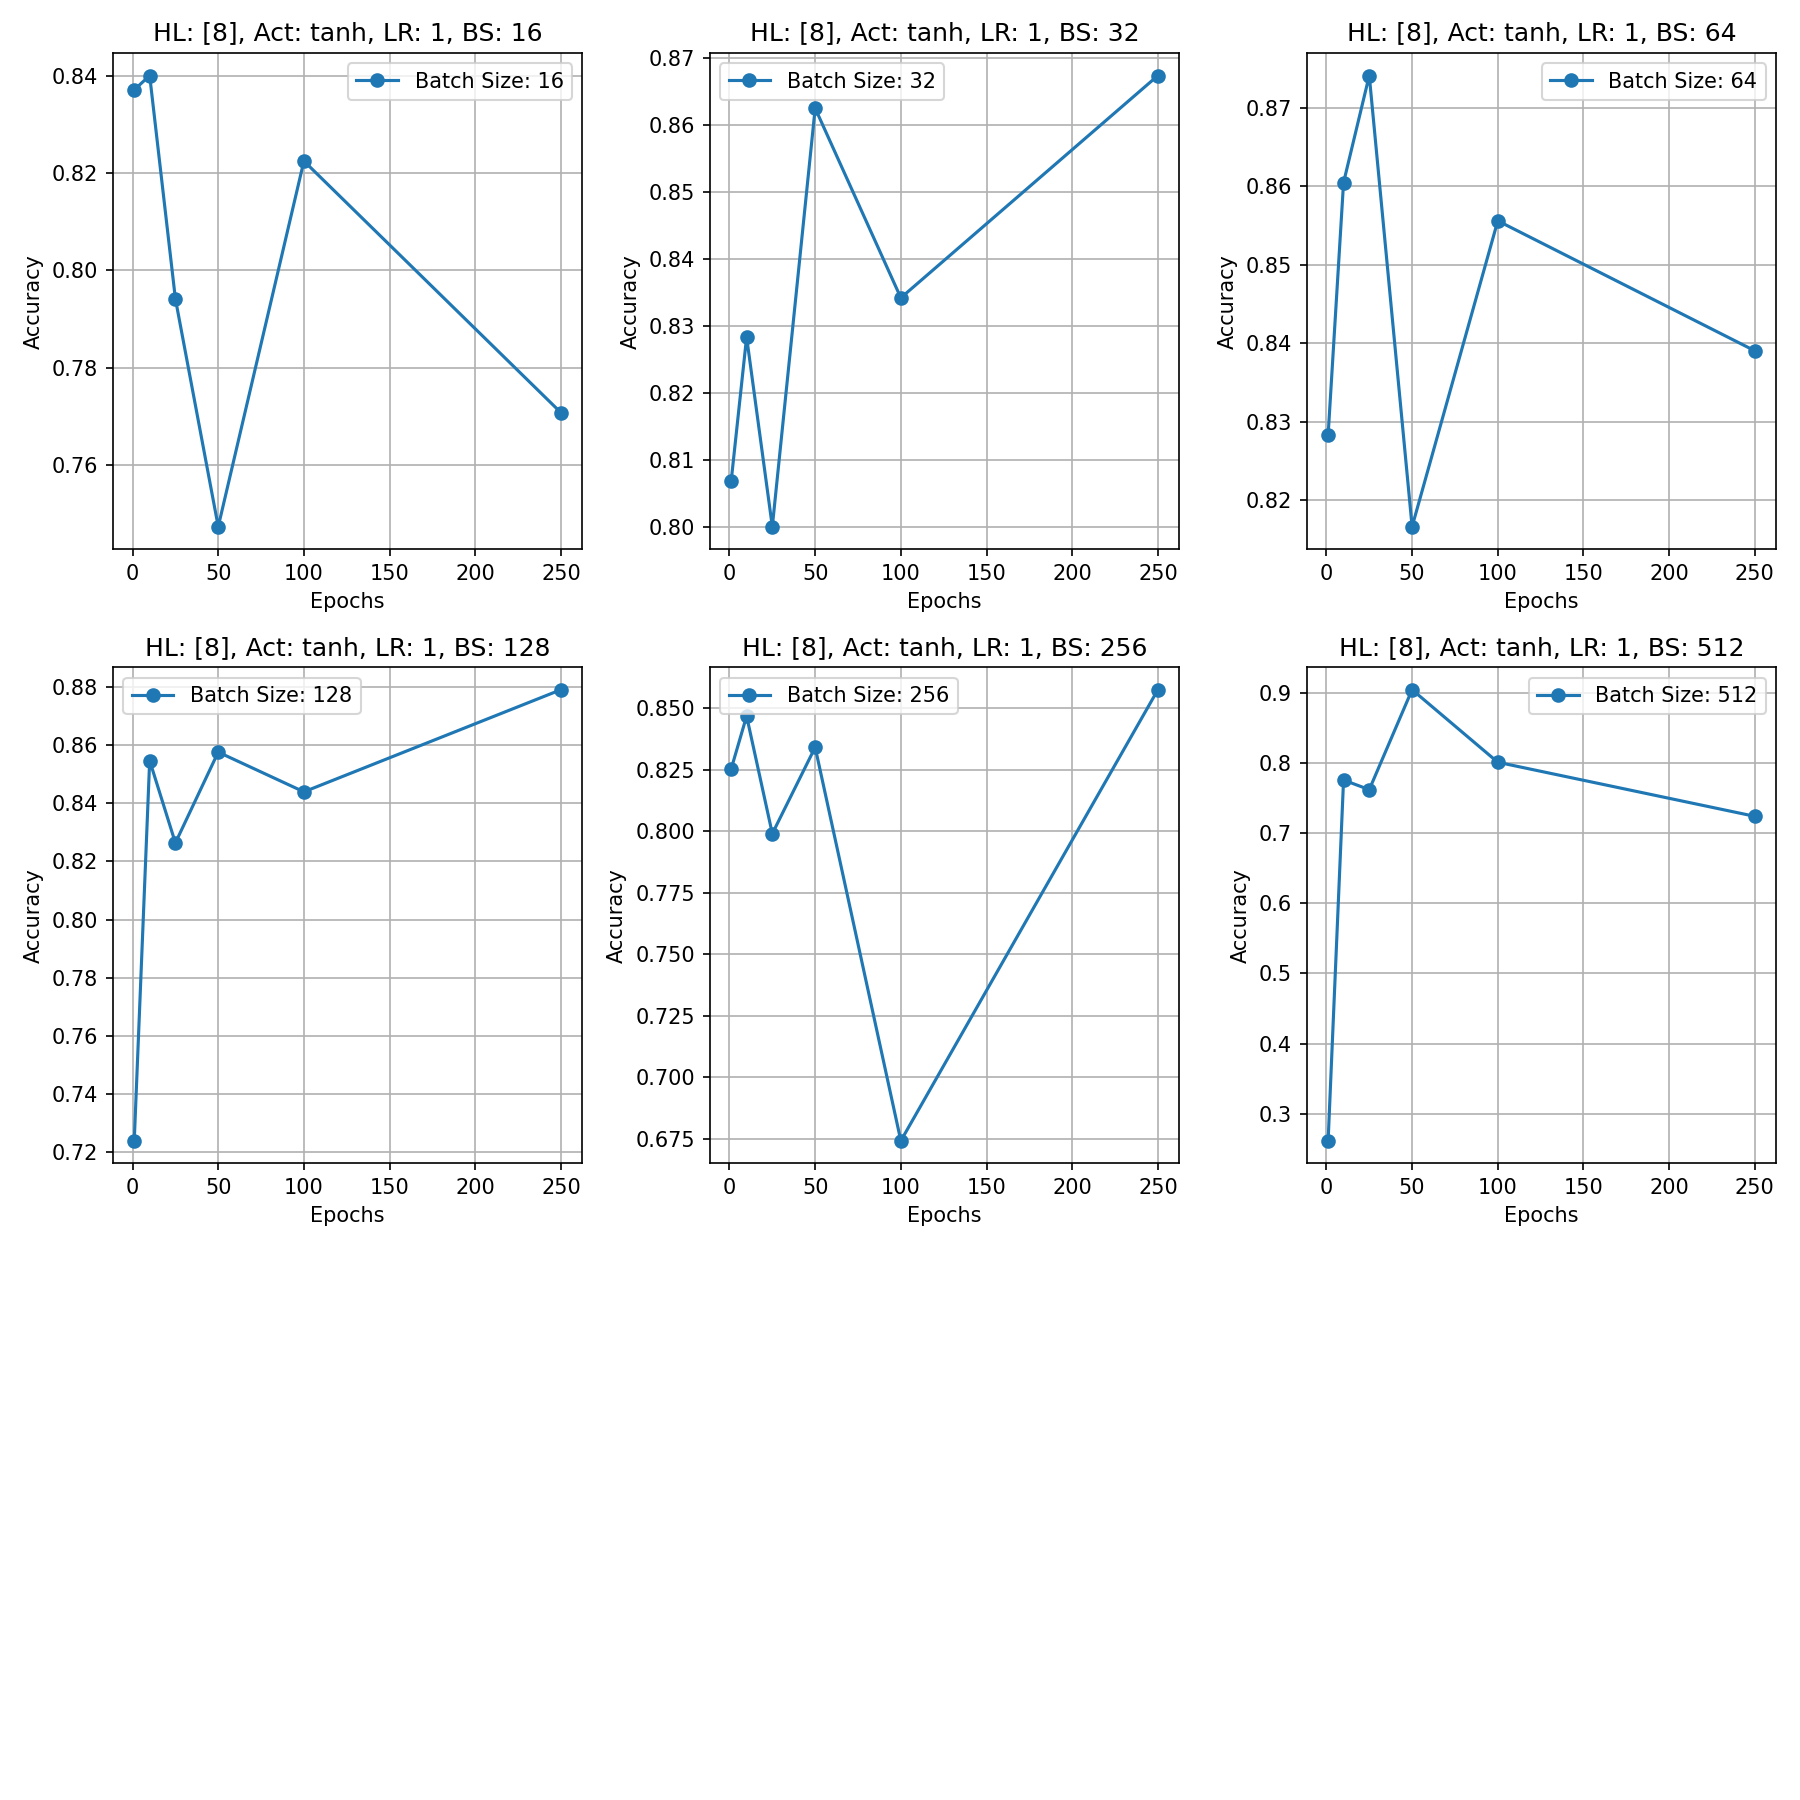 HL: [8], Act: tanh, LR: 1, BS: 16
Batch Size: 16
Accuracy
0.84
0.82
0.80
0.78
0.76
0 50 100 150 200 250
Epochs
HL: [8], Act: tanh, LR: 1, BS: 32
Batch Size: 32
Accuracy
0.87
0.86
0.85
0.84
0.83
0.82
0.81
0.80
0 50 100 150 200 250
Epochs
HL: [8], Act: tanh, LR: 1, BS: 64
Batch Size: 64
Accuracy
0.87
0.86
0.85
0.84
0.83
0.82
0 50 100 150 200 250
Epochs
HL: [8], Act: tanh, LR: 1, BS: 128
Batch Size: 128
Accuracy
0.88
0.86
0.84
0.82
0.80
0.78
0.76
0.74
0.72
0 50 100 150 200 250
Epochs
HL: [8], Act: tanh, LR: 1, BS: 256
Batch Size: 256
Accuracy
0.850
0.825
0.800
0.775
0.750
0.725
0.700
0.675
0 50 100 150 200 250
Epochs
HL: [8], Act: tanh, LR: 1, BS: 512
Batch Size: 512
Accuracy
0.9
0.8
0.7
0.6
0.5
0.4
0.3
0 50 100 150 200 250
Epochs